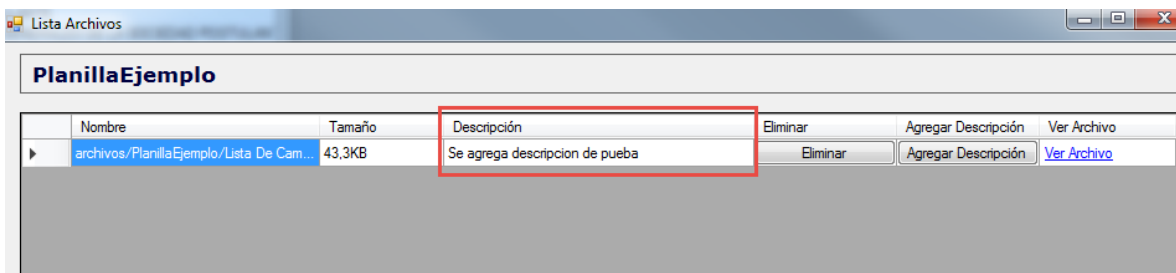 Lista Archivos
PlanillaEjemplo
Nombre Tamaño Descripción Eliminar Agregar Descripción Ver Archivo
archivos/PlanillaEjemplo/Lista De Cam... 43,3KB Se agrega descripcion de pueba Eliminar Agregar Descripción Ver Archivo